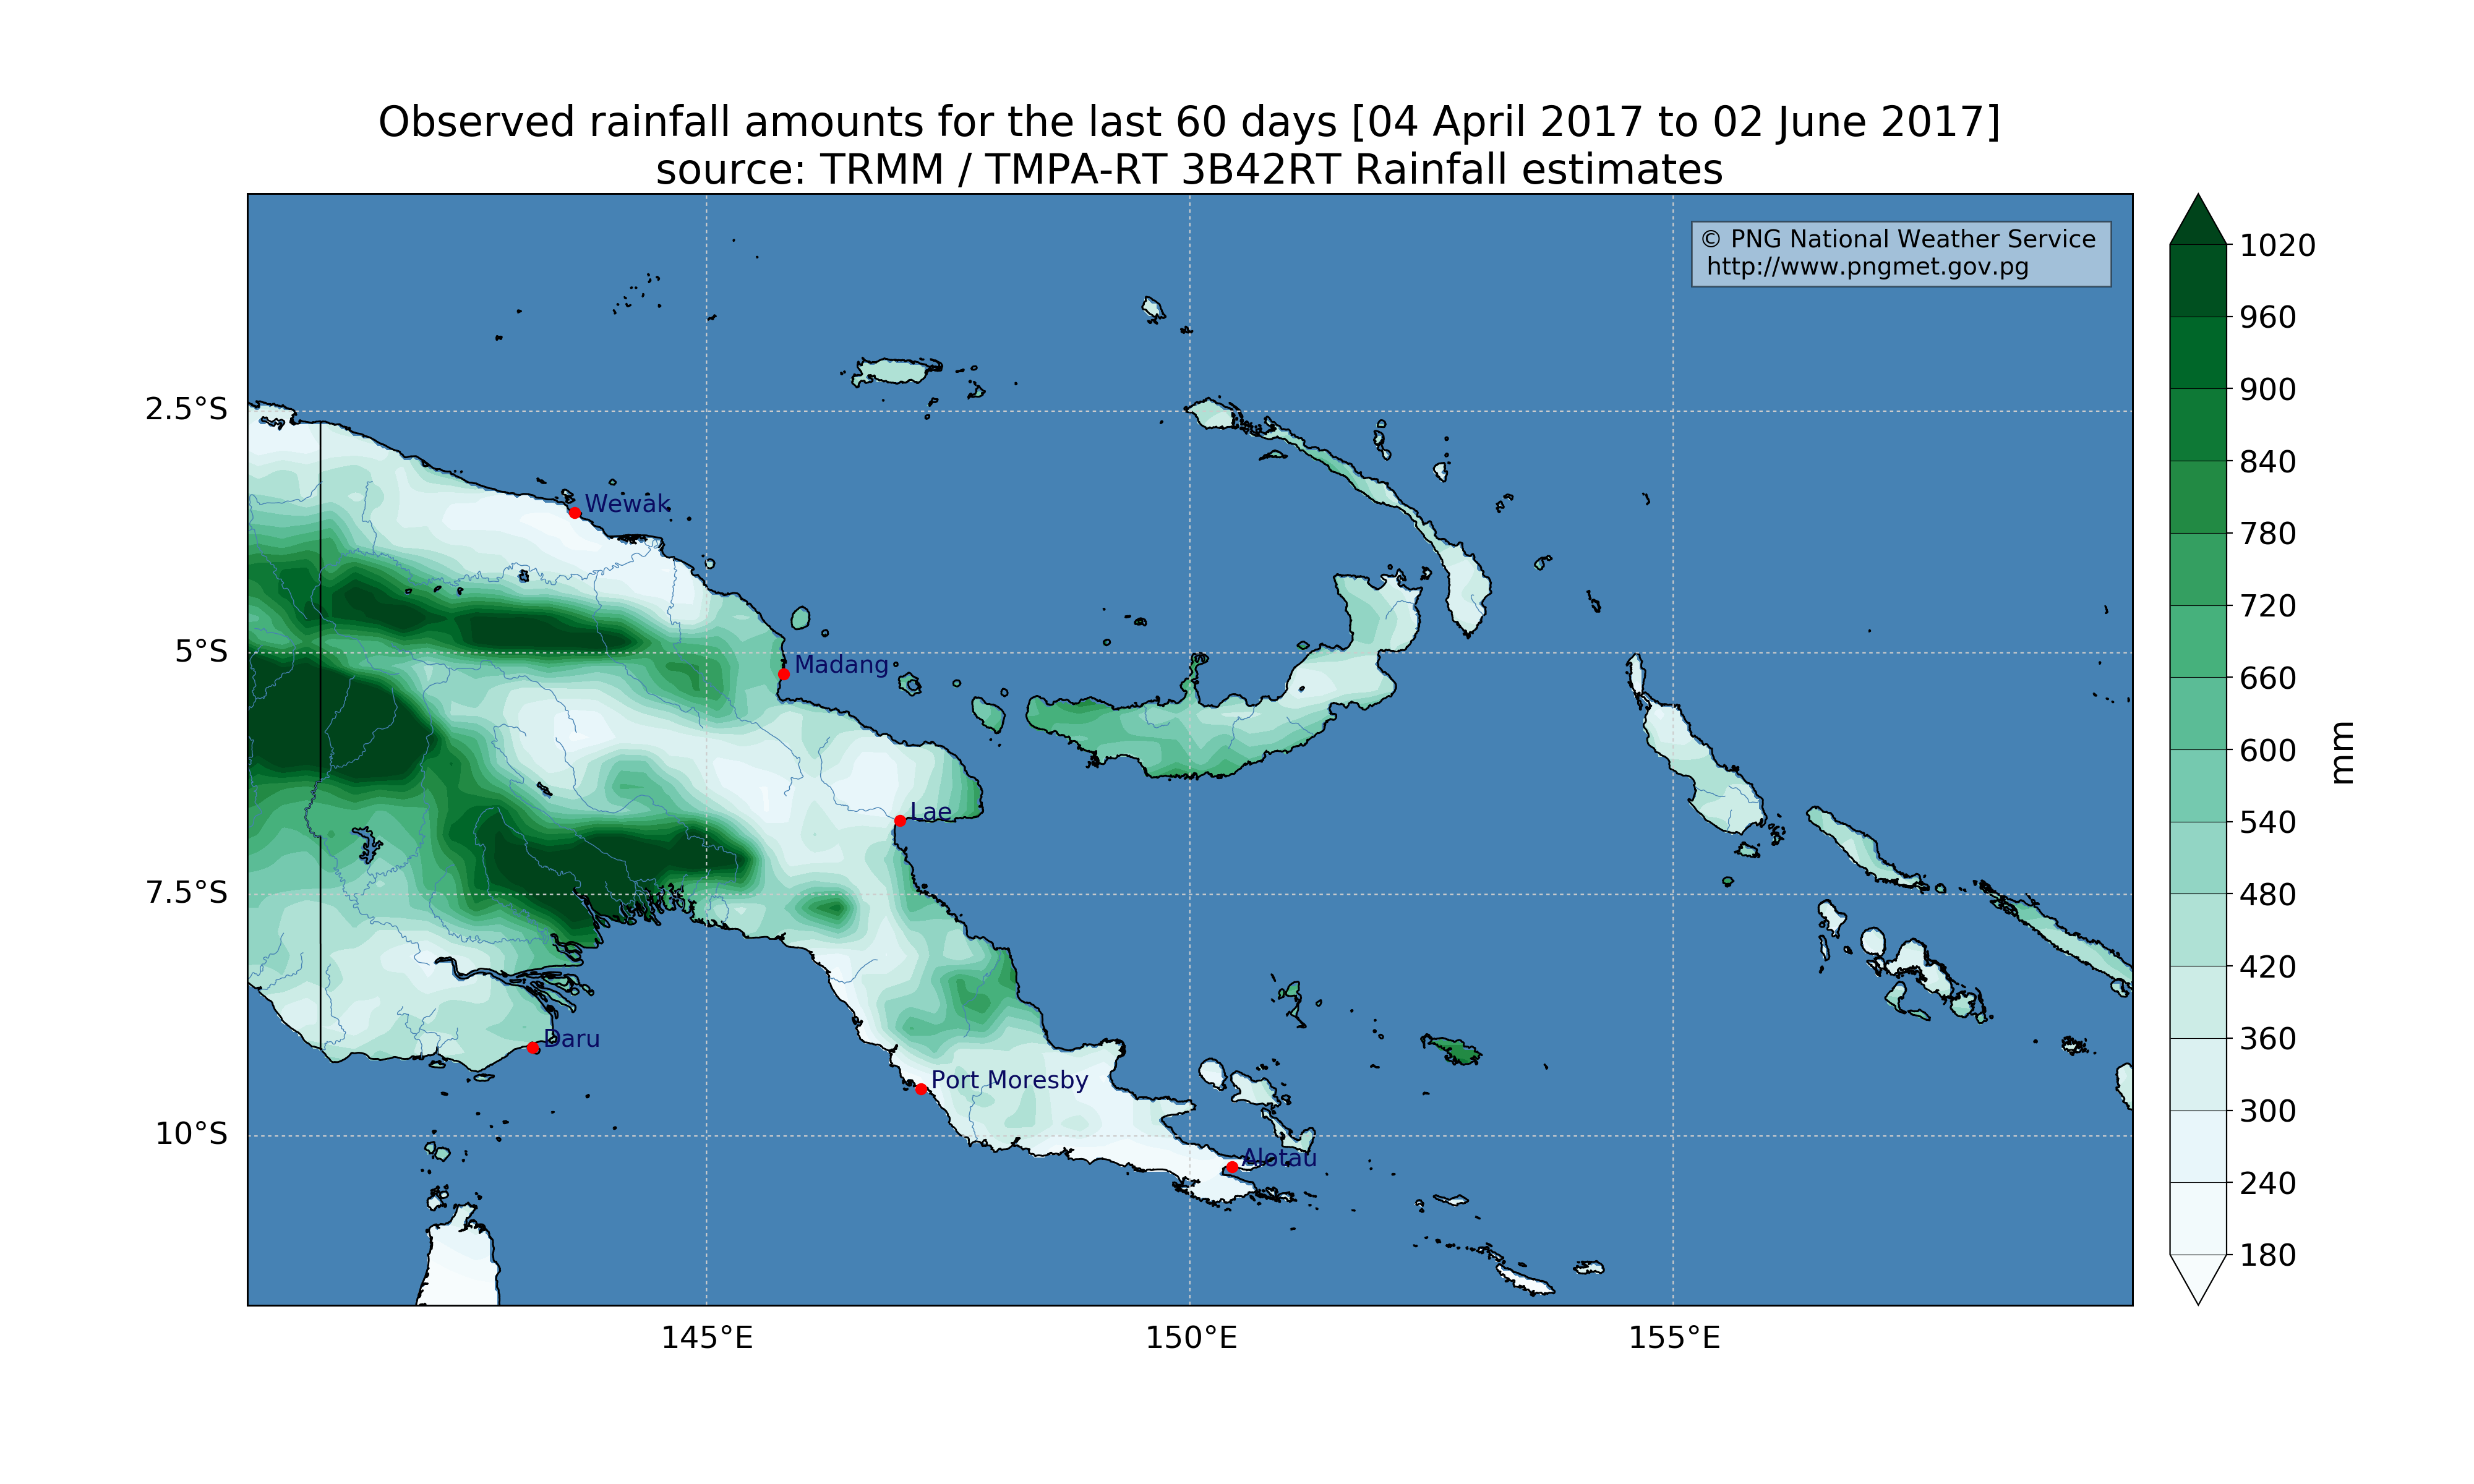 Observed rainfall amounts for the last 60 days [04 April 2017 to 02 June 2017]
source: TRMM / TMPA-RT 3B42RT Rainfall estimates
© PNG National Weather Service
http://www.pngmet.gov.pg
1020
960
900
840
780
720
660
600
540
480
420
360
300
240
180
mm
2.5°S
5°S
7.5°S
10°S
Wewak
Madang
Lae
Daru
Port Moresby
Alotau
145°E
150°E
155°E